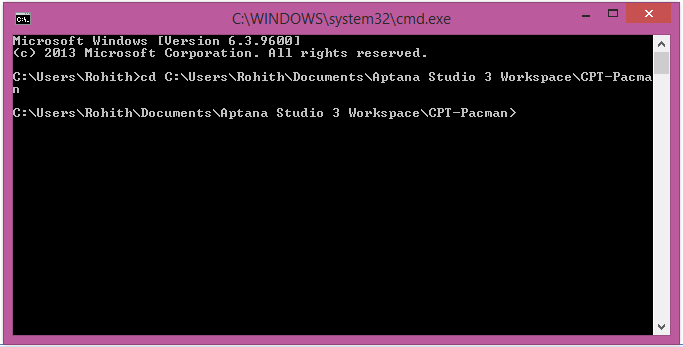 C:\WINDOWS\system32\cmd.exe
Microsoft Windows [Version 6.3.9600]
(c) 2013 Microsoft Corporation. All rights reserved.
C:\Users\Rohith>cd C:\Users\Rohith\Documents\Aptana Studio 3 Workspace\CPT-Pacma
n
C:\Users\Rohith\Documents\Aptana Studio 3 Workspace\CPT-Pacman>